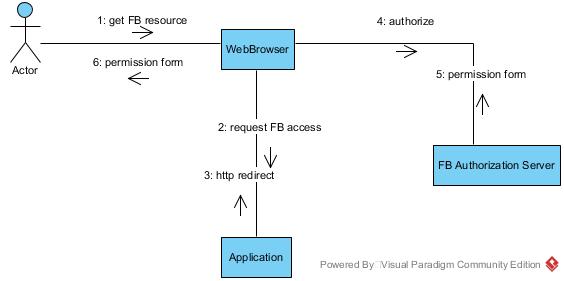 1: get FB resource
4: authorize
WebBrowser
6: permission form
Actor
5: permission form
2: request FB access
FB Authorization Server
3: http redirect
Application
Powered By Visual Paradigm Community Edition